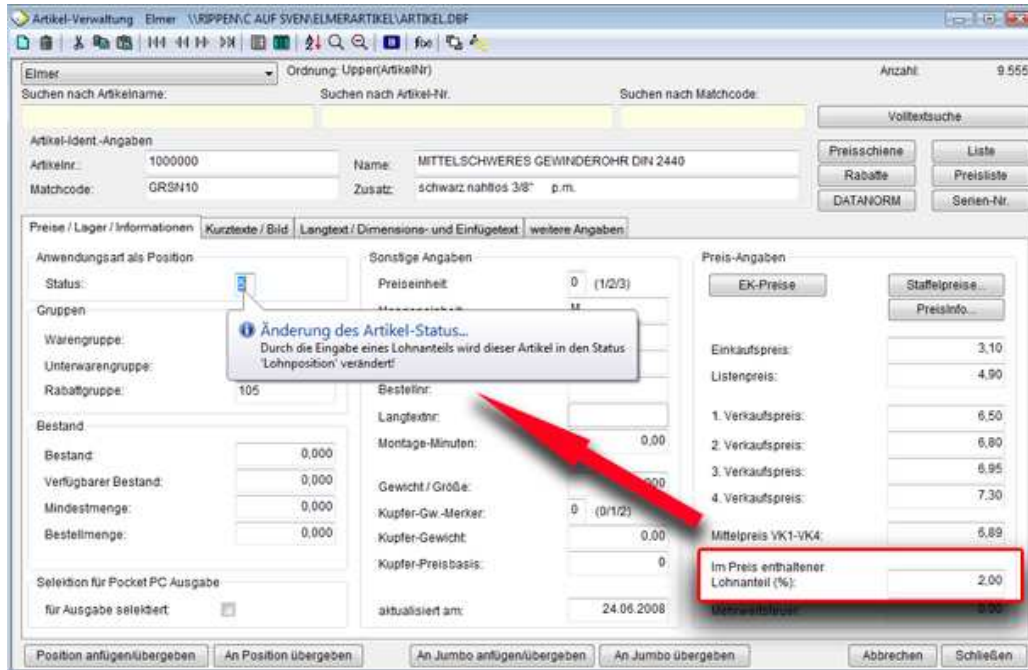 Artikel-Verwaltung Elmer \\RIPPEN\C AUF SVEN\ELMERARTIKEL\ARTIKEL.DBF
Elmer Ordnung: Upper(ArtikelNr) Anzahl: 9.555
Suchen nach Artikelname: Suchen nach Artikel-Nr. Suchen nach Matchcode:
Volltextsuche
Artikel-Ident.-Angaben
Artikelnr.: 1000000 Name: MITTELSCHWERES GEWINDEROHR DIN 2440
Matchcode: GRSN10 Zusatz: schwarz nahtlos 3/8" p.m.
Preisschiene Liste
Rabatte Preisliste
DATANORM Serien-Nr.
Preise / Lager / Informationen Kurztexte / Bild Langtext / Dimensions- und Einfügetext weitere Angaben
Anwendungsart als Position
Status:
Gruppen
Warengruppe:
Unterwarengruppe:
Rabattgruppe: 105
Änderung des Artikel-Status...
Durch die Eingabe eines Lohnanteils wird dieser Artikel in den Status
'Lohnposition' verändert!
Bestand
Bestand: 0,000
Verfügbarer Bestand: 0,000
Mindestmenge: 0,000
Bestellmenge: 0,000
Selektion für Pocket PC Ausgabe
für Ausgabe selektiert:
Sonstige Angaben
Preiseinheit: 0 (1/2/3)
Bestellnr.:
Langtextnr.:
Montage-Minuten: 0,00
Gewicht / Größe:
Kupfer-Gw.-Merker: 0 (0/1/2)
Kupfer-Gewicht: 0,00
Kupfer-Preisbasis: 0
aktualisiert am: 24.06.2008
Preis-Angaben
EK-Preise Staffelpreise...
PreisInfo...
Einkaufspreis: 3,10
Listenpreis: 4,90
1. Verkaufspreis: 6,50
2. Verkaufspreis: 6,80
3. Verkaufspreis: 6,95
4. Verkaufspreis: 7,30
Mittelpreis VK1-VK4: 6,89
Im Preis enthaltener
Lohnanteil (%): 2,00
Mehrwertsteuer: 0,00
Position anfügen/übergeben An Position übergeben An Jumbo anfügen/übergeben An Jumbo übergeben Abbrechen Schließen